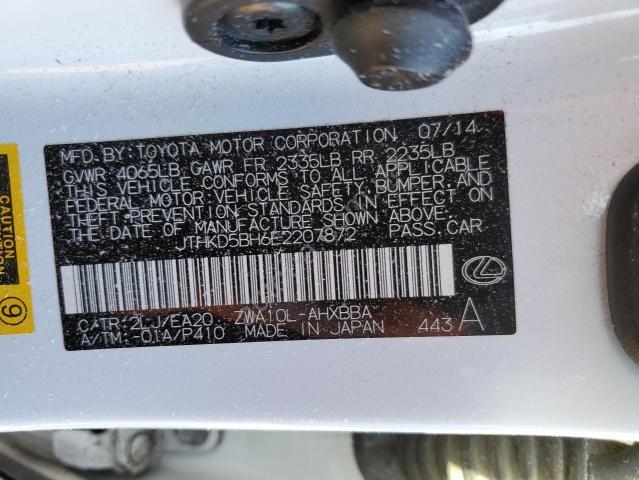 MFD. BY TOYOTA MOTOR CORPORATION 07/14
GVWR 4065LB GAWR FR 2335LB RR 2235LB
THIS VEHICLE CONFORMS TO ALL APPLICABLE
FEDERAL MOTOR VEHICLE SAFETY, BUMPER, AND
THEFT PREVENTION STANDARDS IN EFFECT ON
THE DATE OF MANUFACTURE SHOWN ABOVE.
JTHKD5BH6E2207872 PASS.CAR
C/TR-2LJ/EA20 ZWA10L-AHXBBA
A/TM-01A/P410 MADE IN JAPAN 443 A
CAUTION
9